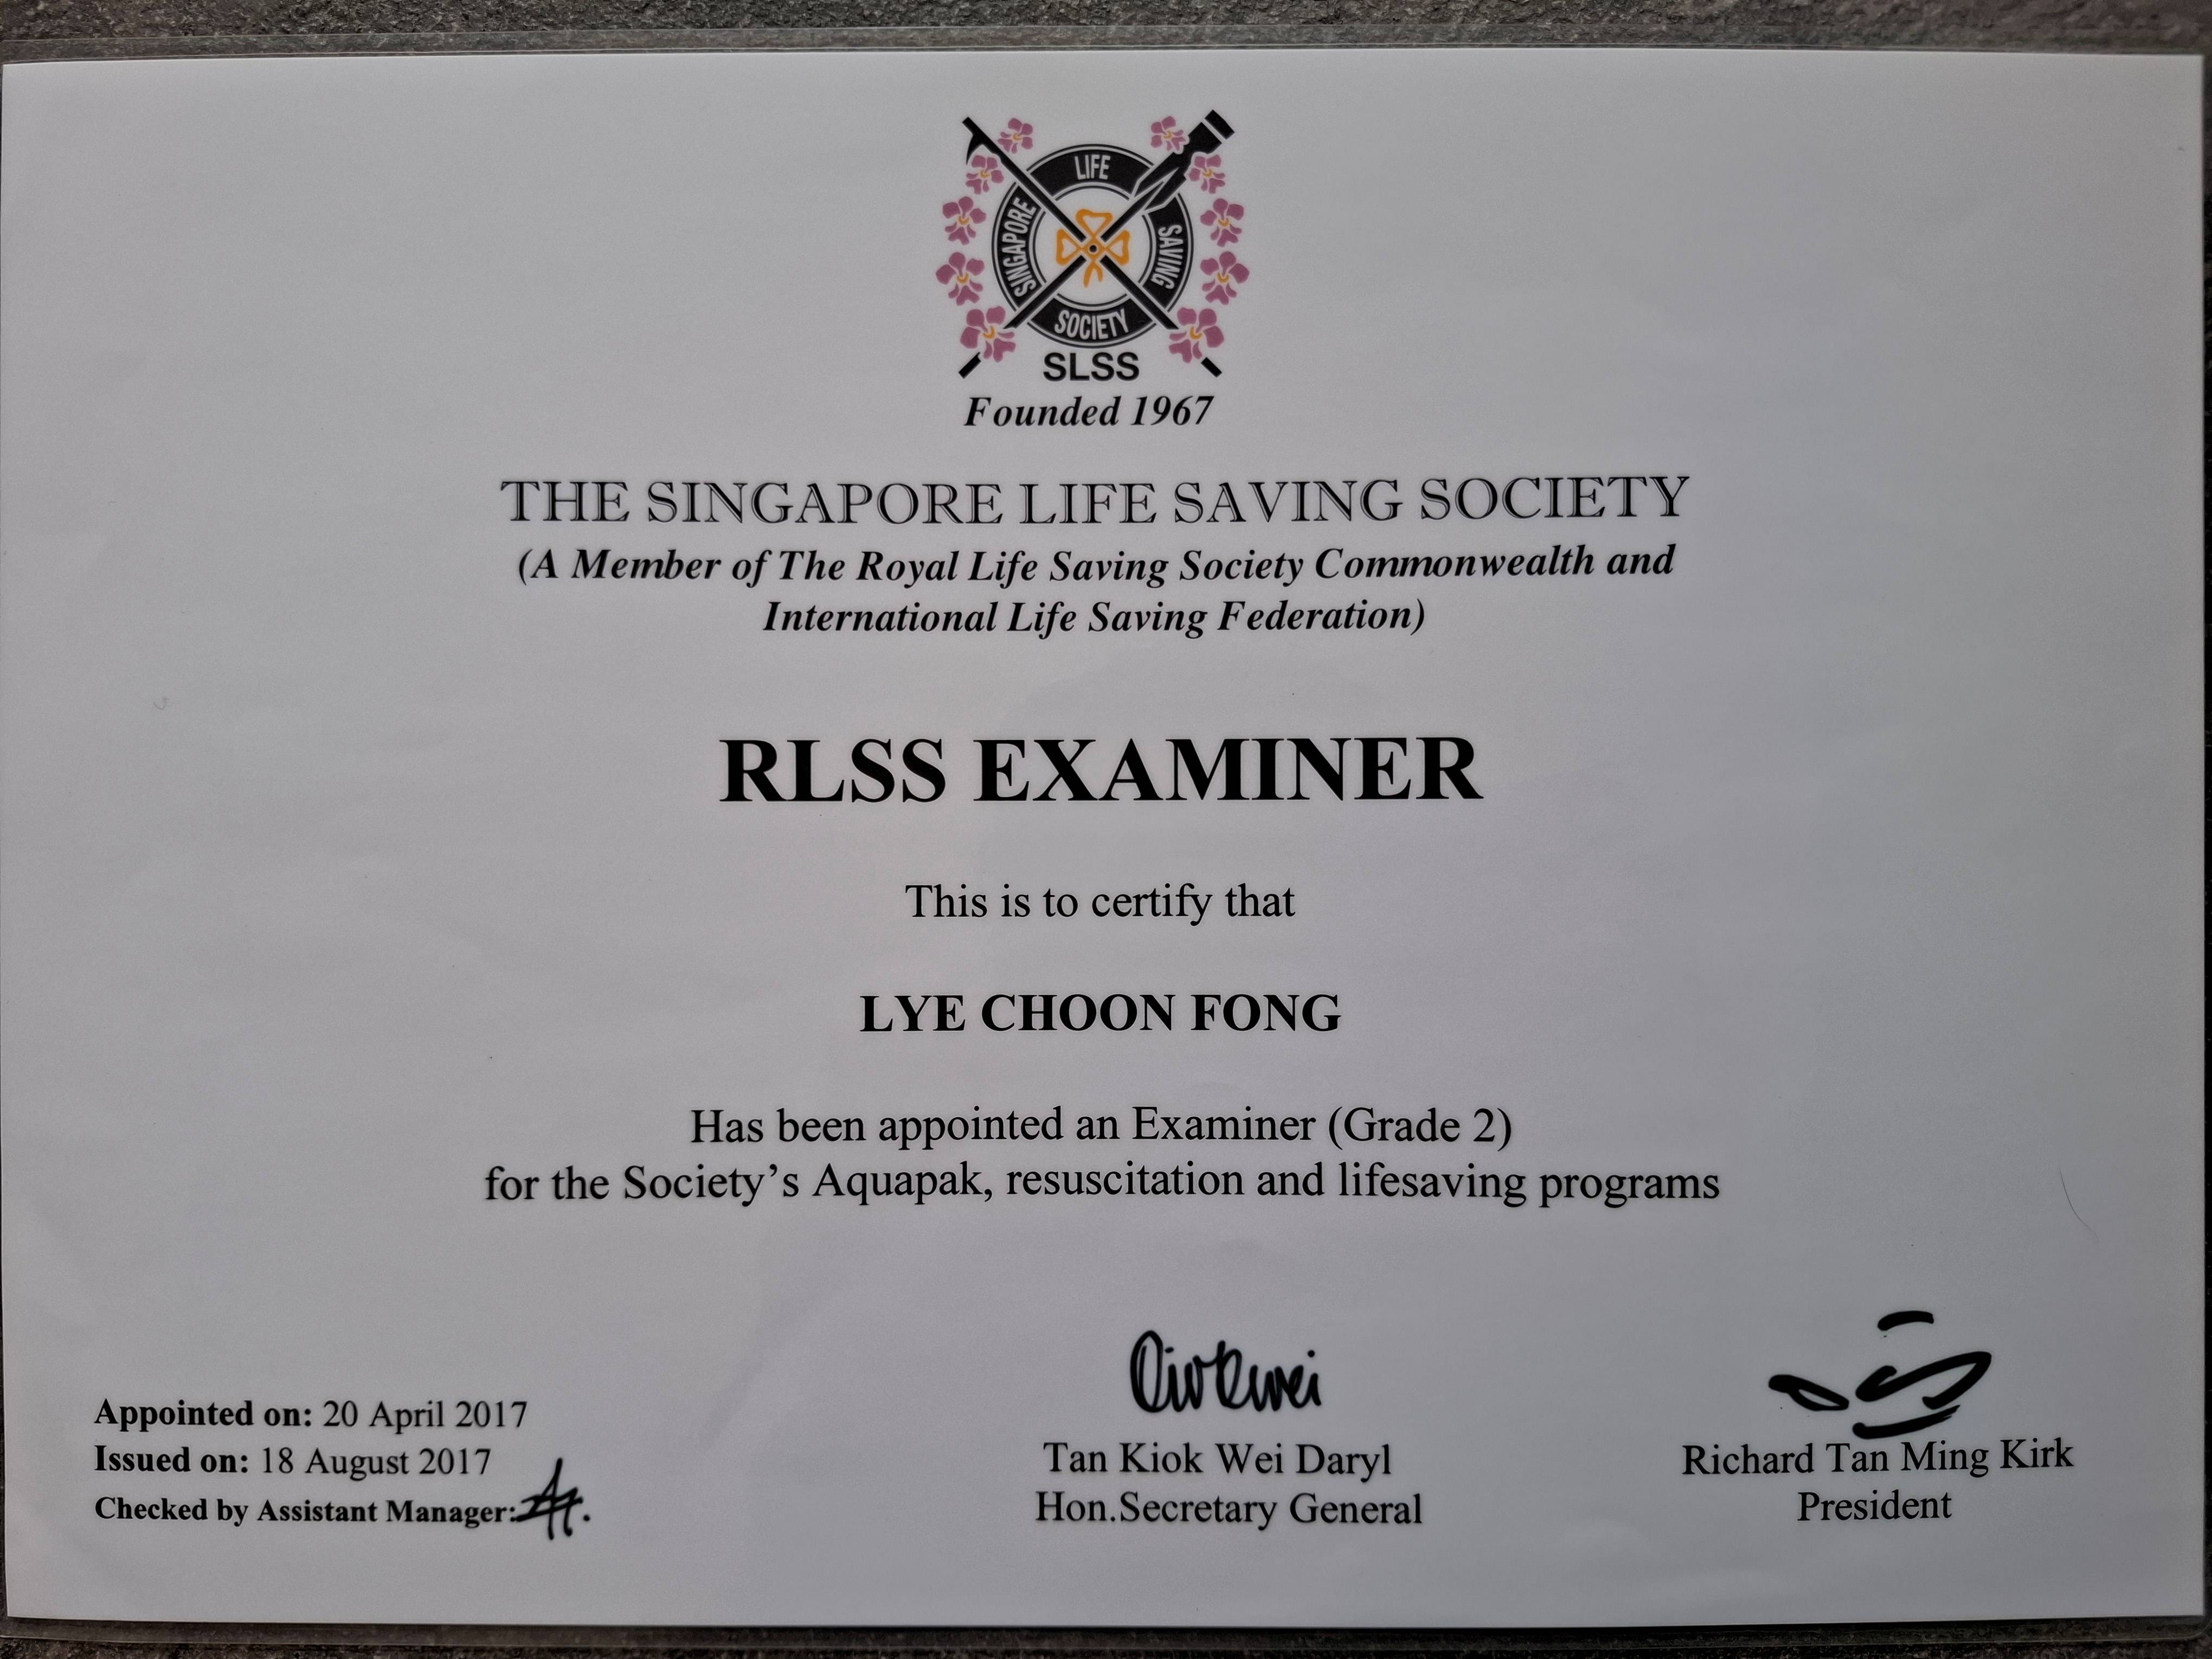 LIFE
SINGAPORE
SAVING
SOCIETY
SLSS
Founded 1967
THE SINGAPORE LIFE SAVING SOCIETY
(A Member of The Royal Life Saving Society Commonwealth and
International Life Saving Federation)
RLSS EXAMINER
This is to certify that
LYE CHOON FONG
Has been appointed an Examiner (Grade 2)
for the Society’s Aquapak, resuscitation and lifesaving programs
Appointed on: 20 April 2017
Issued on: 18 August 2017
Checked by Assistant Manager:
Tan Kiok Wei Daryl
Hon.Secretary General
Richard Tan Ming Kirk
President